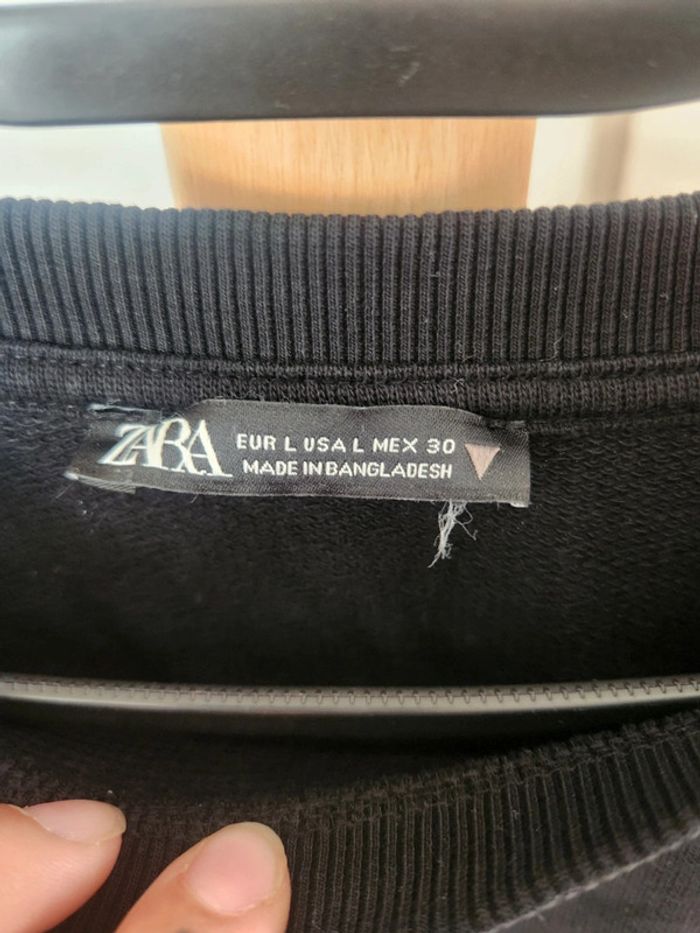 ZARA
EUR L USA L MEX 30
MADE IN BANGLADESH